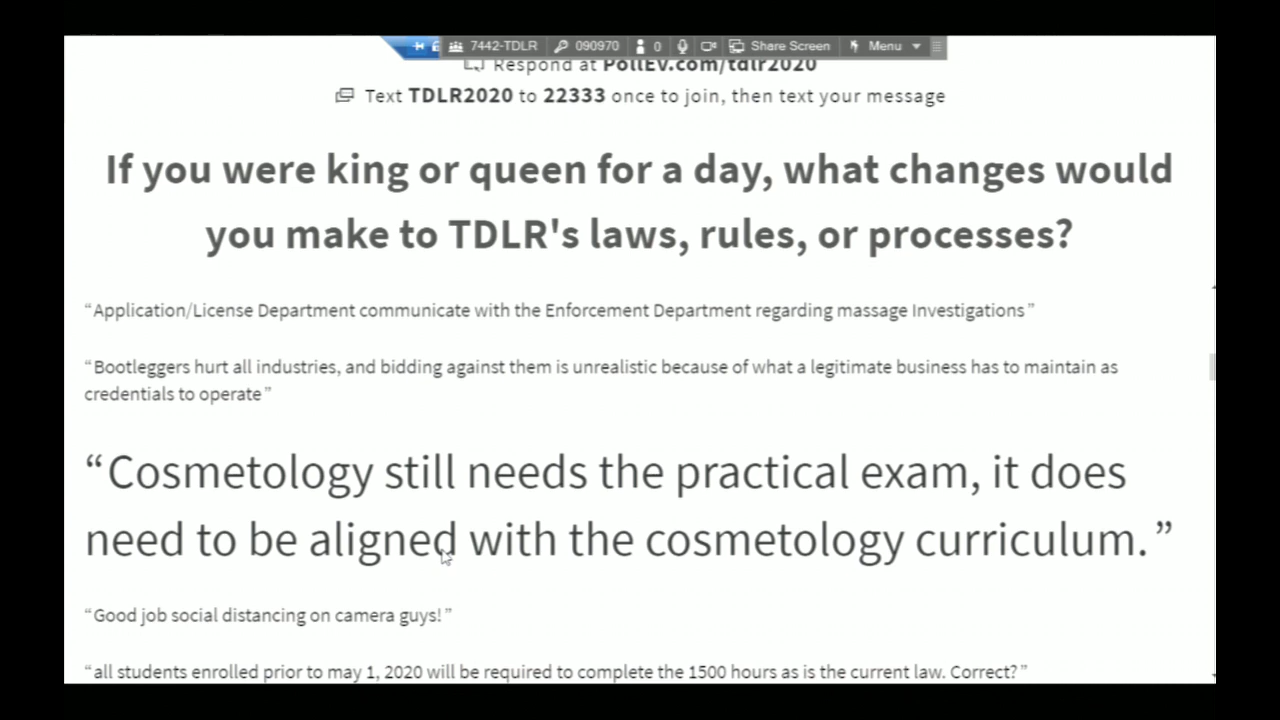 7442-TDLR 090970 0 Share Screen Menu
Respond at PollEv.com/tdlr2020
Text TDLR2020 to 22333 once to join, then text your message
If you were king or queen for a day, what changes would
you make to TDLR's laws, rules, or processes?
“Application/License Department communicate with the Enforcement Department regarding massage Investigations”
“Bootleggers hurt all industries, and bidding against them is unrealistic because of what a legitimate business has to maintain as
credentials to operate”
“Cosmetology still needs the practical exam, it does
need to be aligned with the cosmetology curriculum.”
“Good job social distancing on camera guys!”
“all students enrolled prior to may 1, 2020 will be required to complete the 1500 hours as is the current law. Correct?”